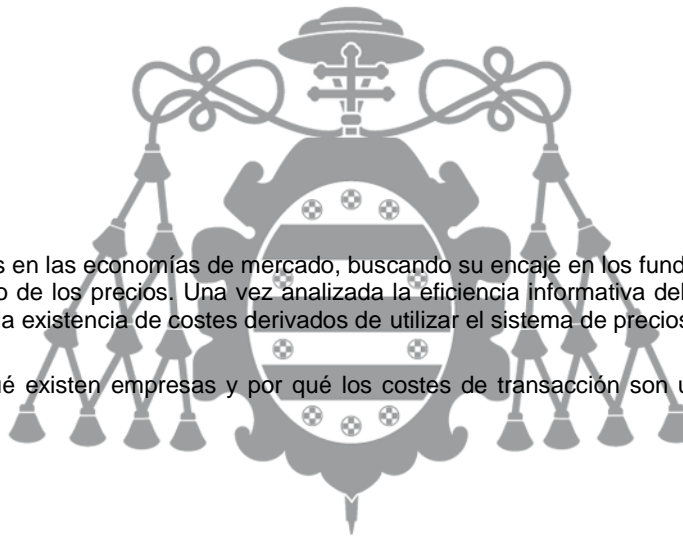 s en las economías de mercado, buscando su encaje en los fund
o de los precios. Una vez analizada la eficiencia informativa del
a existencia de costes derivados de utilizar el sistema de precios
ué existen empresas y por qué los costes de transacción son u